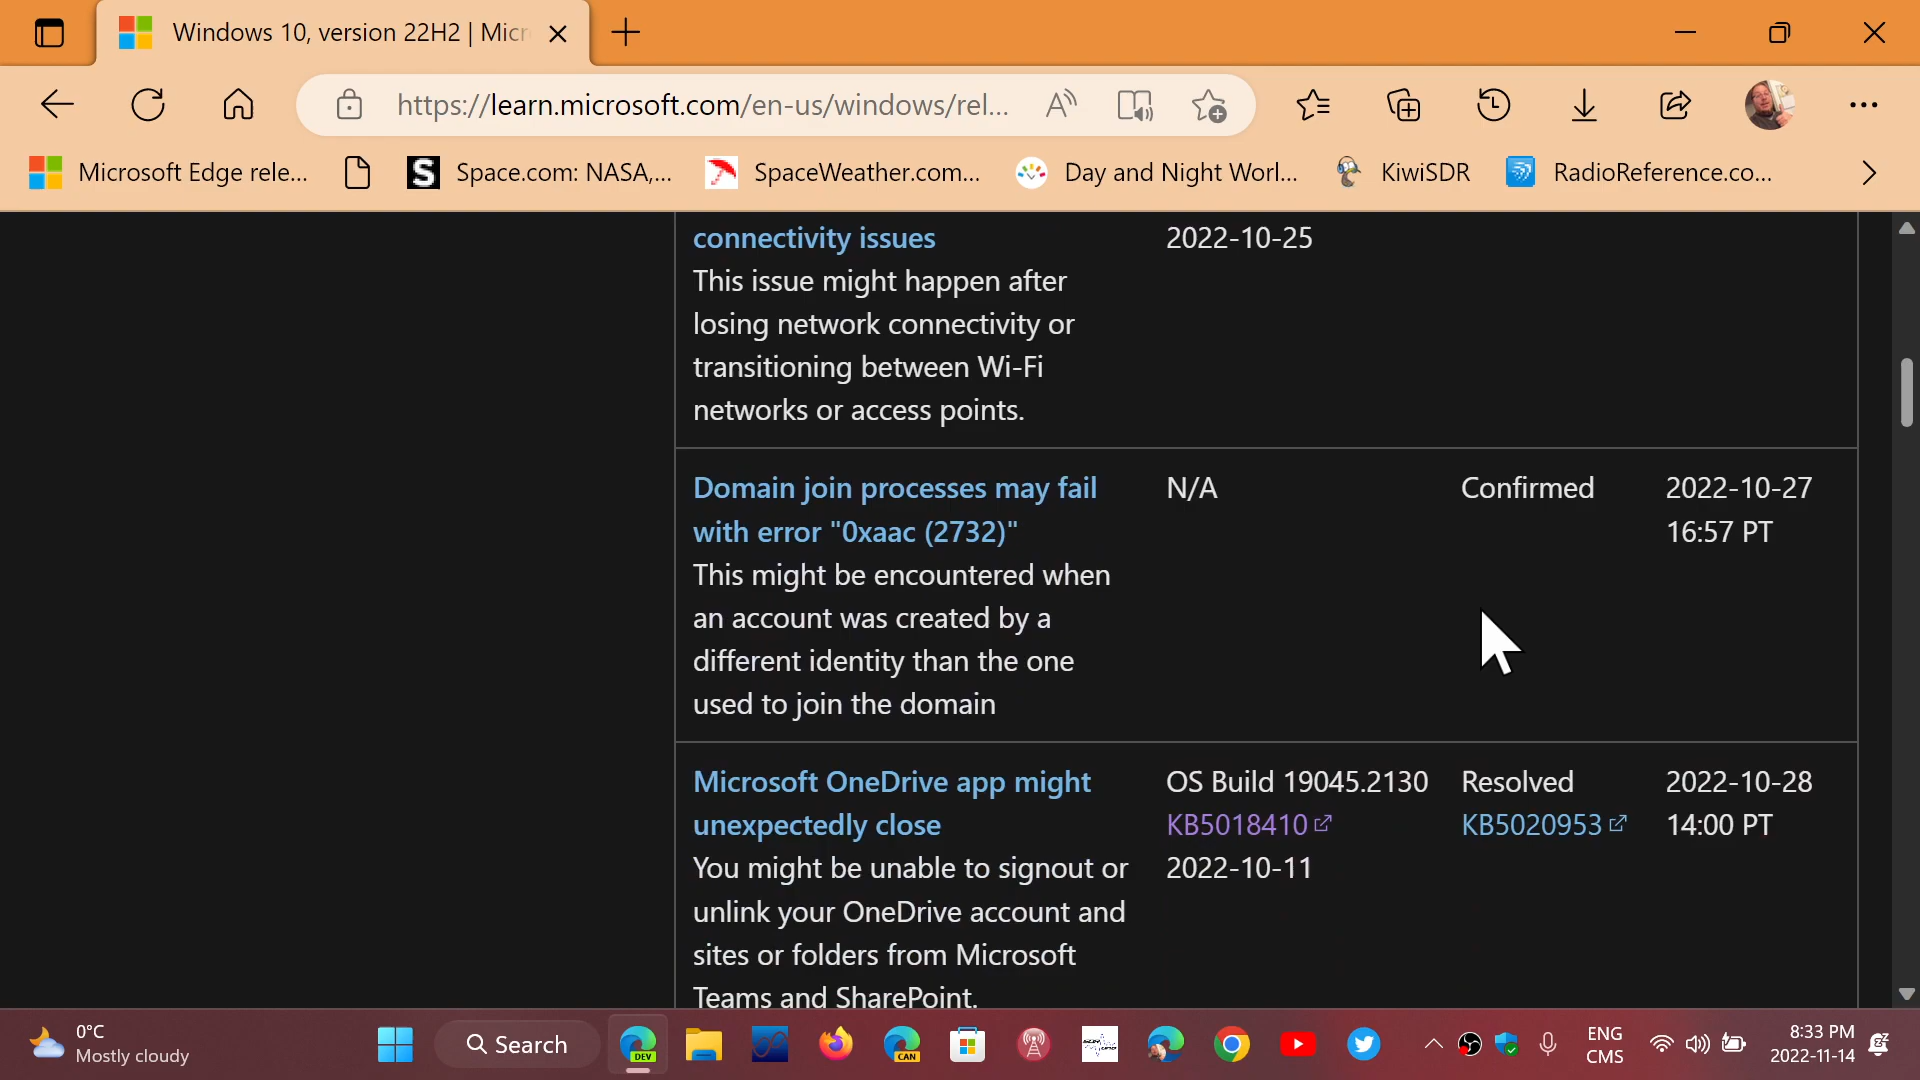 Windows 10, version 22H2 | Micr
https://learn.microsoft.com/en-us/windows/rel...
Microsoft Edge rele...
S
Space.com: NASA,...
SpaceWeather.com...
Day and Night Worl...
KiwiSDR
RadioReference.co...
connectivity issues
2022-10-25
This issue might happen after
losing network connectivity or
transitioning between Wi-Fi
networks or access points.
Domain join processes may fail
with error "0xaac (2732)"
This might be encountered when
an account was created by a
different identity than the one
used to join the domain
N/A
Confirmed
2022-10-27
16:57 PT
Microsoft OneDrive app might
unexpectedly close
You might be unable to signout or
unlink your OneDrive account and
sites or folders from Microsoft
Teams and SharePoint.
OS Build 19045.2130
KB5018410
2022-10-11
Resolved
KB5020953
2022-10-28
14:00 PT
0°C
Mostly cloudy
Search
DEV
CAN
ENG
CMS
8:33 PM
2022-11-14